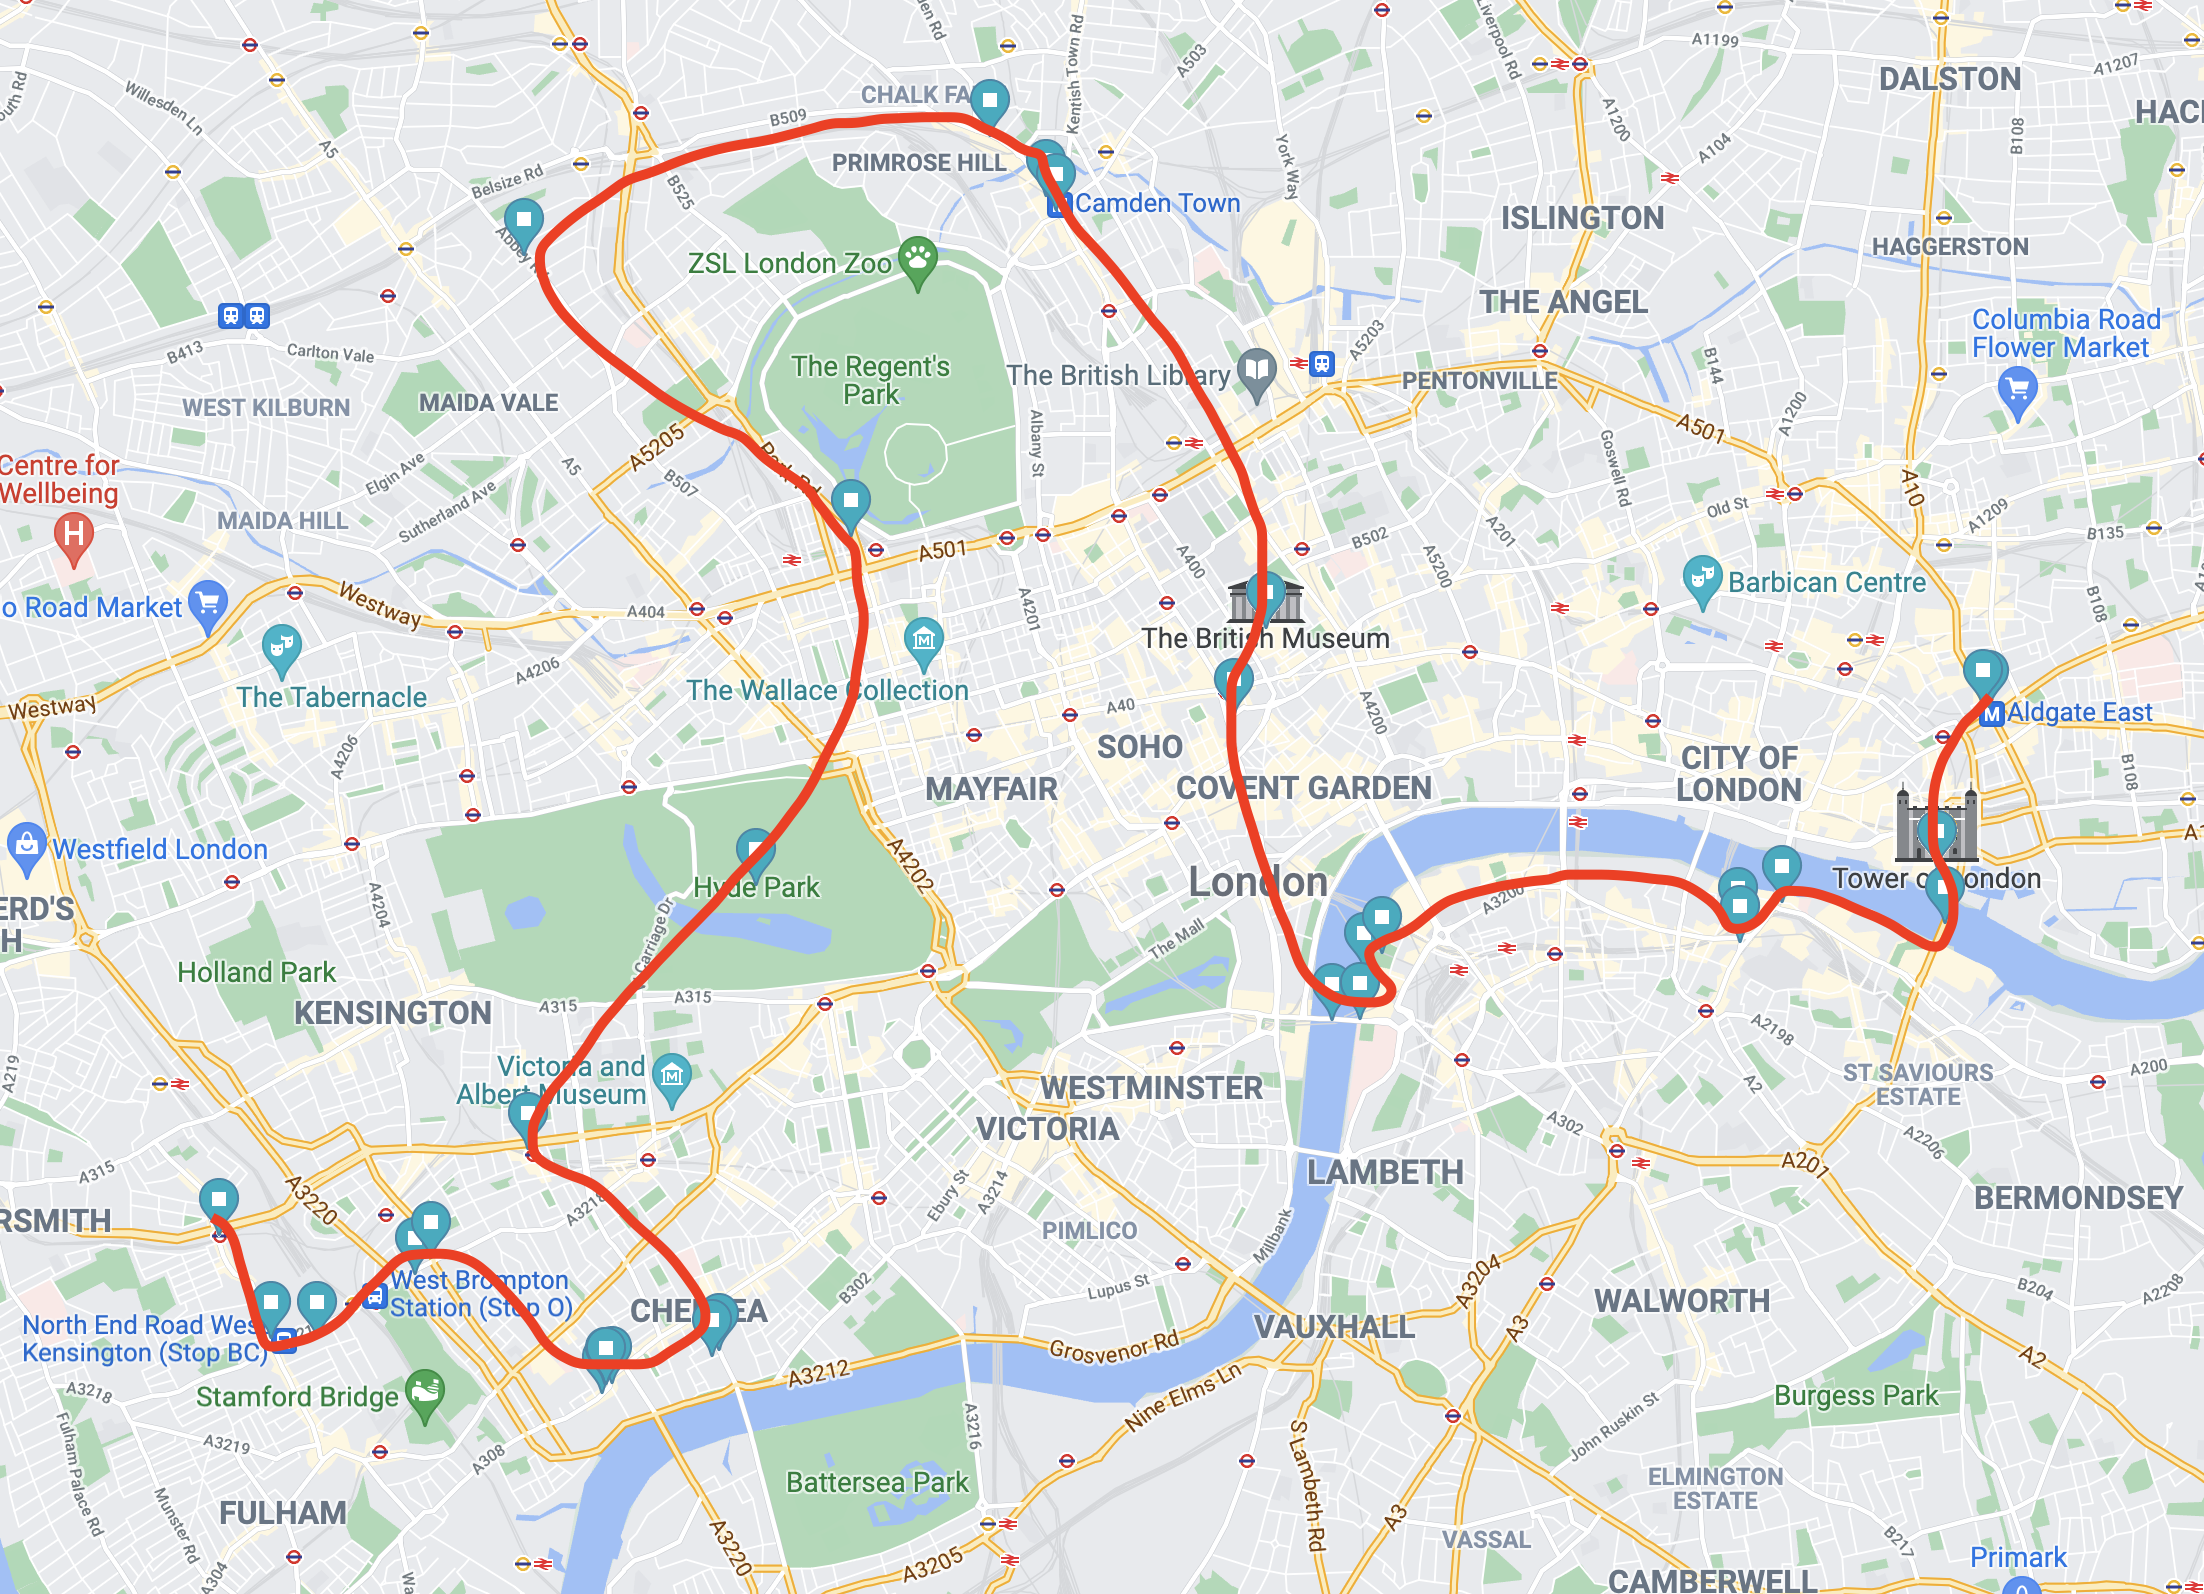 Willesden Ln
A5
Belsize Rd
B525
B509
CHALK FA
PRIMROSE HILL
Kentish Town Rd
A503
Camden Town
York Way
Liverpool Rd
A1199
A1200
A104
DALSTON
A1207
HAC
B108
ISLINGTON
HAGGERSTON
THE ANGEL
Columbia Road
Flower Market
ZSL London Zoo
The Regent's
Park
The British Library
A5203
PENTONVILLE
B144
A1200
A501
B413
Carlton Vale
MAIDA VALE
WEST KILBURN
A5205
A5
B507
Park Rd
Albany St
Centre for
Wellbeing
Elgin Ave
Sutherland Ave
MAIDA HILL
Goswell Rd
Old St
A10
A1209
B135
A501
A400
B502
A5200
A201
Barbican Centre
o Road Market
Westway
A404
A4201
The British Museum
B108
The Tabernacle
A4206
The Wallace Collection
A40
A4200
Westway
A4206
SOHO
MAYFAIR
COVENT GARDEN
CITY OF
LONDON
Aldgate East
B108
Westfield London
Hyde Park
A4202
London
Tower of London
A3200
A4204
ERD'S
H
Holland Park
KENSINGTON
Carriage Dr
A315
A315
The Mall
A2198
A219
Victoria and
Albert Museum
WESTMINSTER
VICTORIA
A2
ST SAVIOURS
ESTATE
A200
A302
A2206
A315
A3220
LAMBETH
A201
BERMONDSEY
RSMITH
A3218
Ebury St
A3214
PIMLICO
Millbank
West Brompton
Station (Stop O)
North End Road West
Kensington (Stop BC)
CHELSEA
B302
Lupus St
A3204
WALWORTH
B204
A2208
VAUXHALL
Grosvenor Rd
A3
A2
A3218
Stamford Bridge
A3212
Nine Elms Ln
Burgess Park
Fulham Palace Rd
A3219
A308
A3216
S Lambeth Rd
John Ruskin St
Munster Rd
FULHAM
Battersea Park
A3
ELMINGTON
ESTATE
VASSAL
A304
A3220
A3205
B217
Primark
CAMBERWELL